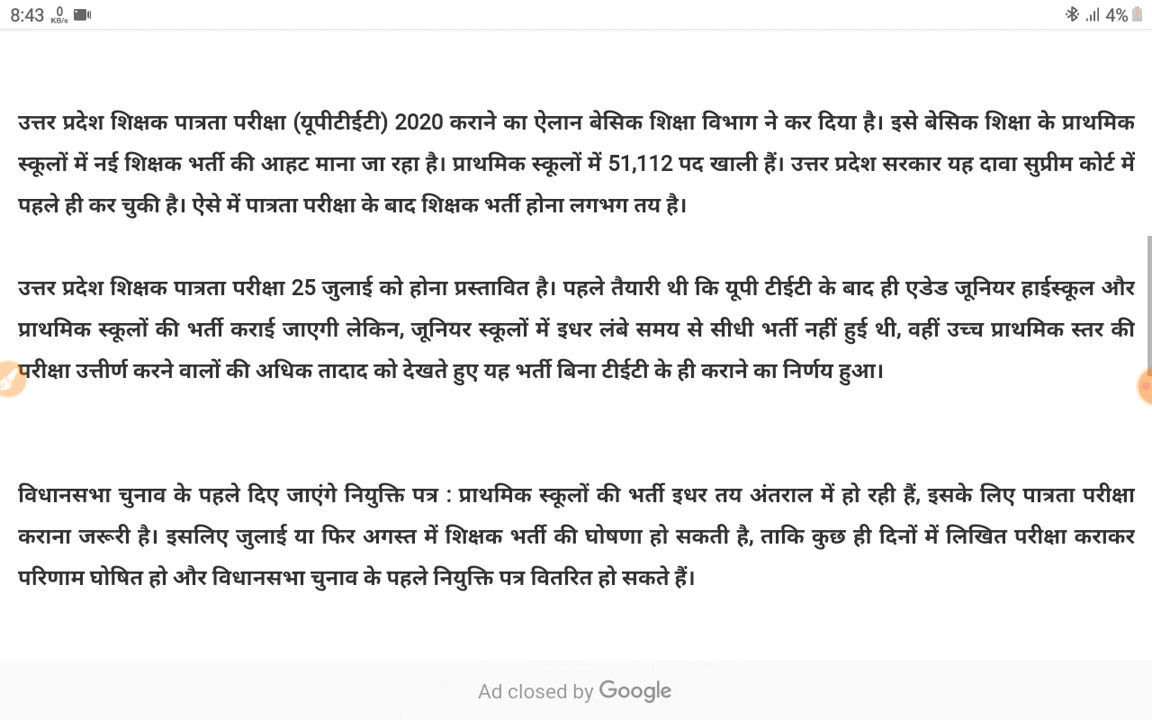 8:43 0 KB/s 4%
उत्तर प्रदेश शिक्षक पात्रता परीक्षा (यूपीटीईटी) 2020 कराने का ऐलान बेसिक शिक्षा विभाग ने कर दिया है। इसे बेसिक शिक्षा के प्राथमिक
स्कूलों में नई शिक्षक भर्ती की आहट माना जा रहा है। प्राथमिक स्कूलों में 51,112 पद खाली हैं। उत्तर प्रदेश सरकार यह दावा सुप्रीम कोर्ट में
पहले ही कर चुकी है। ऐसे में पात्रता परीक्षा के बाद शिक्षक भर्ती होना लगभग तय है।
उत्तर प्रदेश शिक्षक पात्रता परीक्षा 25 जुलाई को होना प्रस्तावित है। पहले तैयारी थी कि यूपी टीईटी के बाद ही एडेड जूनियर हाईस्कूल और
प्राथमिक स्कूलों की भर्ती कराई जाएगी लेकिन, जूनियर स्कूलों में इधर लंबे समय से सीधी भर्ती नहीं हुई थी, वहीं उच्च प्राथमिक स्तर की
परीक्षा उत्तीर्ण करने वालों की अधिक तादाद को देखते हुए यह भर्ती बिना टीईटी के ही कराने का निर्णय हुआ।
विधानसभा चुनाव के पहले दिए जाएंगे नियुक्ति पत्र : प्राथमिक स्कूलों की भर्ती इधर तय अंतराल में हो रही हैं, इसके लिए पात्रता परीक्षा
कराना जरूरी है। इसलिए जुलाई या फिर अगस्त में शिक्षक भर्ती की घोषणा हो सकती है, ताकि कुछ ही दिनों में लिखित परीक्षा कराकर
परिणाम घोषित हो और विधानसभा चुनाव के पहले नियुक्ति पत्र वितरित हो सकते हैं।
Ad closed by Google